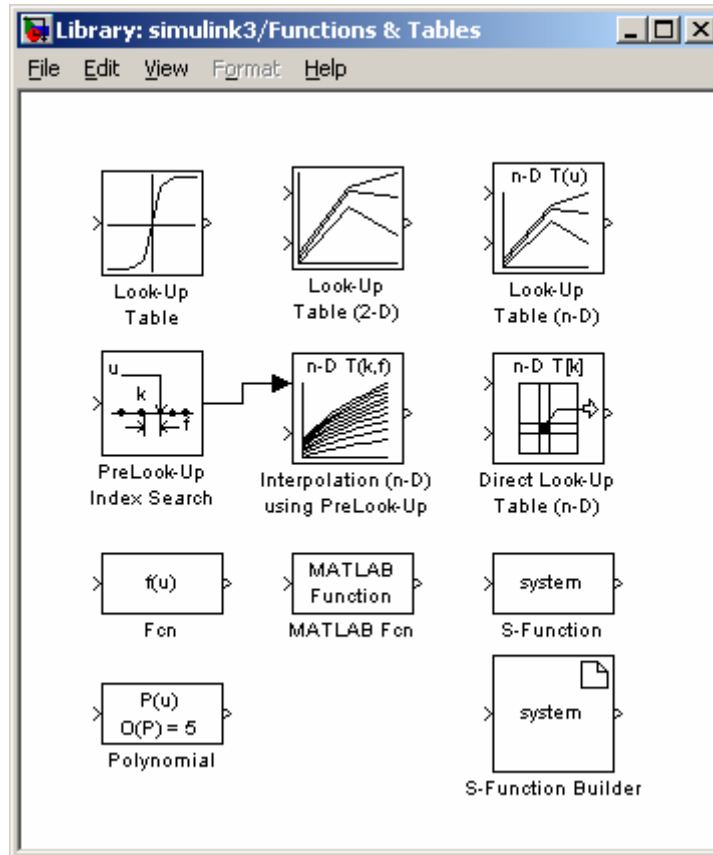 Library: simulink3/Functions & Tables
File Edit View Format Help
n-D T(u)
Look-Up
Table
Look-Up
Table (2-D)
Look-Up
Table (n-D)
u
k
f
n-D T(k,f)
n-D T[k]
PreLook-Up
Index Search
Interpolation (n-D)
using PreLook-Up
Direct Look-Up
Table (n-D)
f(u)
MATLAB
Function
system
Fcn
MATLAB Fcn
S-Function
P(u)
O(P) = 5
system
Polynomial
S-Function Builder